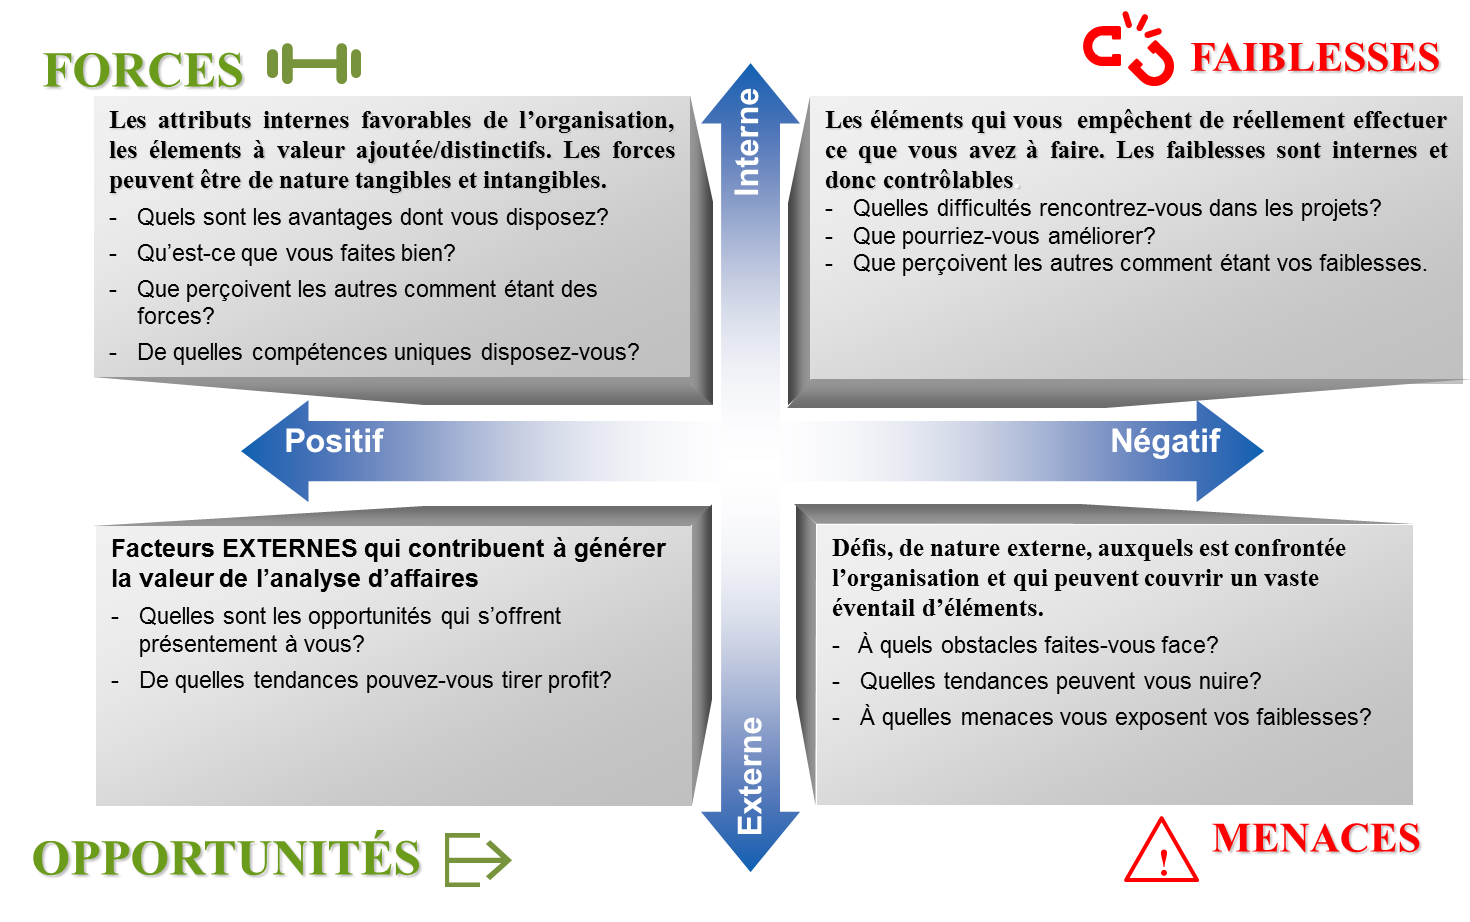 FORCES
Les attributs internes favorables de l’organisation,
les élements à valeur ajoutée/distinctifs. Les forces
peuvent être de nature tangibles et intangibles.
- Quels sont les avantages dont vous disposez?
- Qu’est-ce que vous faites bien?
- Que perçoivent les autres comment étant des
forces?
- De quelles compétences uniques disposez-vous?
FAIBLESSES
Les éléments qui vous empêchent de réellement effectuer
ce que vous avez à faire. Les faiblesses sont internes et
donc contrôlables.
- Quelles difficultés rencontrez-vous dans les projets?
- Que pourriez-vous améliorer?
- Que perçoivent les autres comment étant vos faiblesses.
Interne
Positif
Négatif
Externe
Facteurs EXTERNES qui contribuent à générer
la valeur de l’analyse d’affaires
- Quelles sont les opportunités qui s’offrent
présentement à vous?
- De quelles tendances pouvez-vous tirer profit?
OPPORTUNITÉS
Défis, de nature externe, auxquels est confrontée
l’organisation et qui peuvent couvrir un vaste
éventail d’éléments.
- À quels obstacles faites-vous face?
- Quelles tendances peuvent vous nuire?
- À quelles menaces vous exposent vos faiblesses?
!
MENACES